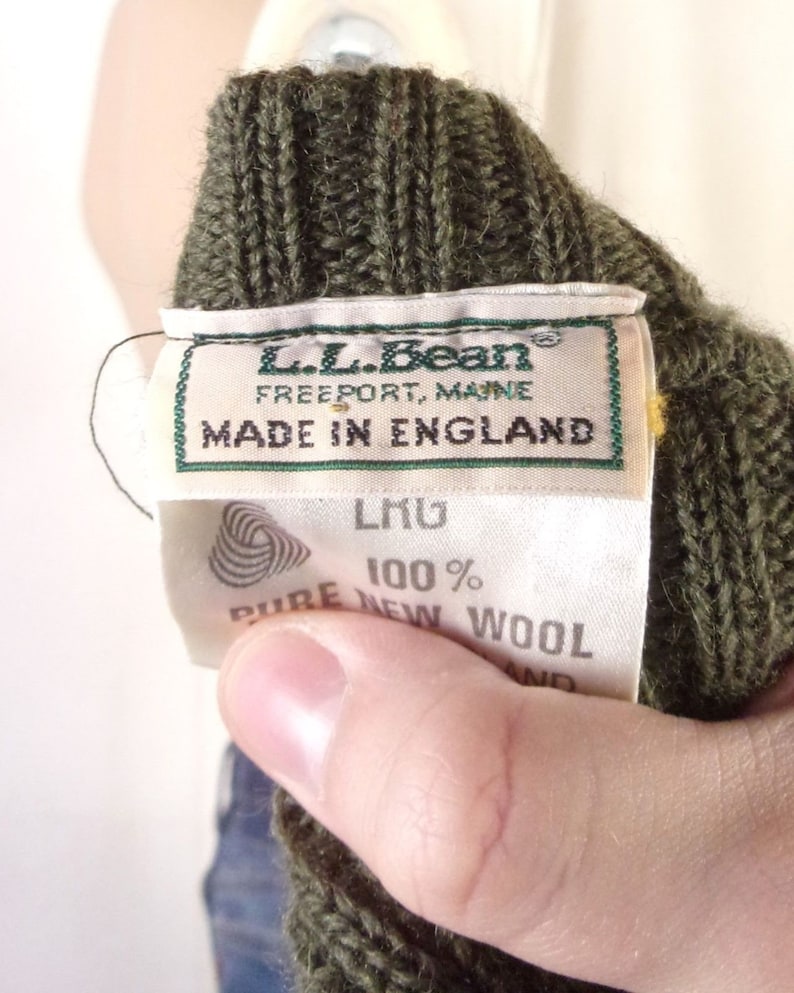 L.L.Bean®
FREEPORT, MAINE
MADE IN ENGLAND
LRG
100%
PURE NEW WOOL